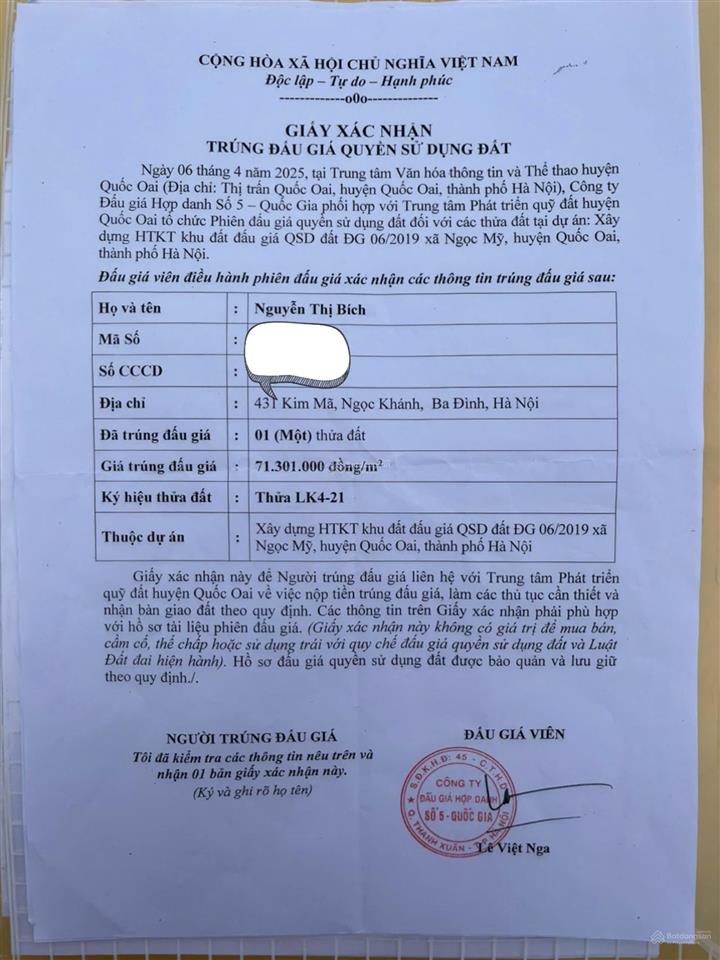 CỘNG HÒA XÃ HỘI CHỦ NGHĨA VIỆT NAM
Độc lập – Tự do – Hạnh phúc
-------------o0o-------------
GIẤY XÁC NHẬN
TRÚNG ĐẤU GIÁ QUYỀN SỬ DỤNG ĐẤT
Ngày 06 tháng 4 năm 2025, tại Trung tâm Văn hóa thông tin và Thể thao huyện
Quốc Oai (Địa chỉ: Thị trấn Quốc Oai, huyện Quốc Oai, thành phố Hà Nội), Công ty
Đấu giá Hợp danh Số 5 – Quốc Gia phối hợp với Trung tâm Phát triển quỹ đất huyện
Quốc Oai tổ chức Phiên đấu giá quyền sử dụng đất đối với các thửa đất tại dự án: Xây
dựng HTKT khu đất đấu giá QSD đất ĐG 06/2019 xã Ngọc Mỹ, huyện Quốc Oai,
thành phố Hà Nội.
Đấu giá viên điều hành phiên đấu giá xác nhận các thông tin trúng đấu giá sau:
Họ và tên : Nguyễn Thị Bích
Mã Số :
Số CCCD :
Địa chỉ : 431 Kim Mã, Ngọc Khánh, Ba Đình, Hà Nội
Đã trúng đấu giá : 01 (Một) thửa đất
Giá trúng đấu giá : 71.301.000 đồng/m²
Ký hiệu thửa đất : Thửa LK4-21
Thuộc dự án : Xây dựng HTKT khu đất đấu giá QSD đất ĐG 06/2019 xã
Ngọc Mỹ, huyện Quốc Oai, thành phố Hà Nội
Giấy xác nhận này để Người trúng đấu giá liên hệ với Trung tâm Phát triển
quỹ đất huyện Quốc Oai về việc nộp tiền trúng đấu giá, làm các thủ tục cần thiết và
nhận bàn giao đất theo quy định. Các thông tin trên Giấy xác nhận phải phù hợp
với hồ sơ tài liệu phiên đấu giá. (Giấy xác nhận này không có giá trị để mua bán,
cầm cố, thế chấp hoặc sử dụng trái với quy chế đấu giá quyền sử dụng đất và Luật
Đất đai hiện hành). Hồ sơ đấu giá quyền sử dụng đất được bảo quản và lưu giữ
theo quy định./.
NGƯỜI TRÚNG ĐẤU GIÁ
Tôi đã kiểm tra các thông tin nêu trên và
nhận 01 bản giấy xác nhận này.
(Ký và ghi rõ họ tên)
ĐẤU GIÁ VIÊN
S.Đ.K.H.Đ: 45 - C.T.H.D
CÔNG TY
ĐẤU GIÁ HỢP DANH
SỐ 5 - QUỐC GIA
Q. THANH XUÂN - T.P HÀ NỘI
Lê Việt Nga
Batdongsan